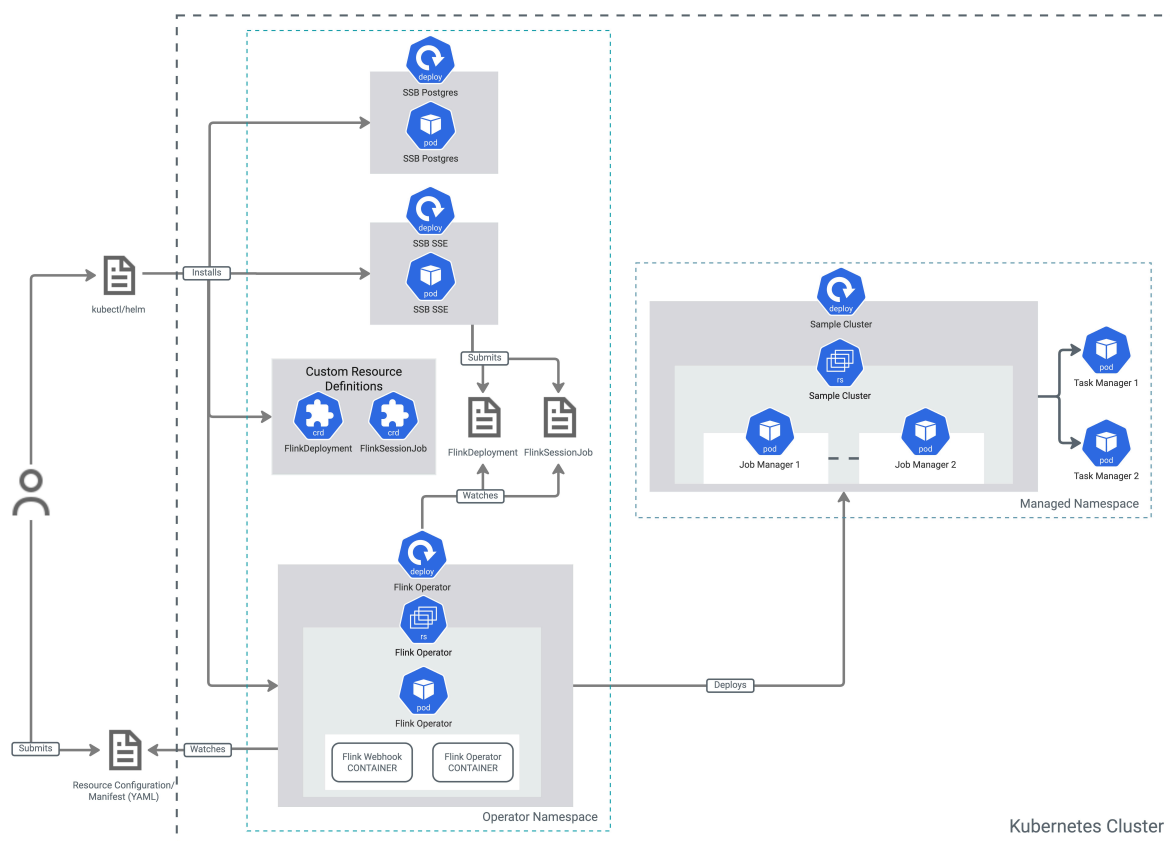 deploy
SSB Postgres
pod
SSB Postgres
deploy
SSB SSE
pod
SSB SSE
Installs
kubectl/helm
Submits
Custom Resource
Definitions
crd
FlinkDeployment
crd
FlinkSessionJob
FlinkDeployment
FlinkSessionJob
Watches
deploy
Flink Operator
rs
Flink Operator
pod
Flink Operator
Flink Webhook
CONTAINER
Flink Operator
CONTAINER
Operator Namespace
Submits
Watches
Resource Configuration/
Manifest (YAML)
Deploys
deploy
Sample Cluster
rs
Sample Cluster
pod
Job Manager 1
pod
Job Manager 2
pod
Task Manager 1
pod
Task Manager 2
Managed Namespace
Kubernetes Cluster